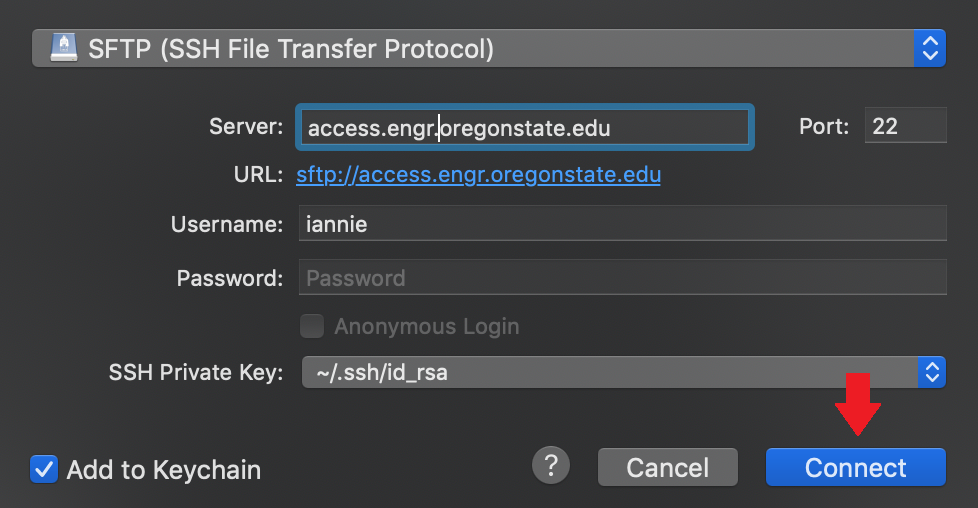 SFTP (SSH File Transfer Protocol)
Server: access.engr.oregonstate.edu Port: 22
URL: sftp://access.engr.oregonstate.edu
Username: iannie
Password: Password
Anonymous Login
SSH Private Key: ~/.ssh/id_rsa
Add to Keychain ? Cancel Connect